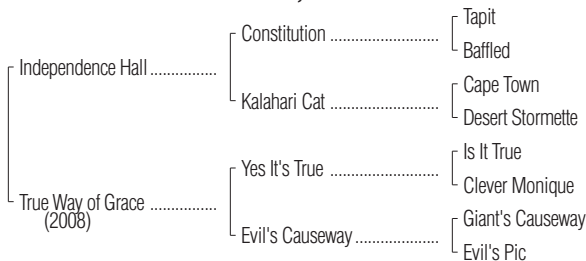 Tapit
Constitution ......................
Baffled
Independence Hall ...............
Cape Town
Kalahari Cat ......................
Desert Stormette
Is It True
Yes It's True ......................
Clever Monique
True Way of Grace ................
(2008)
Giant's Causeway
Evil's Causeway .................
Evil's Pic